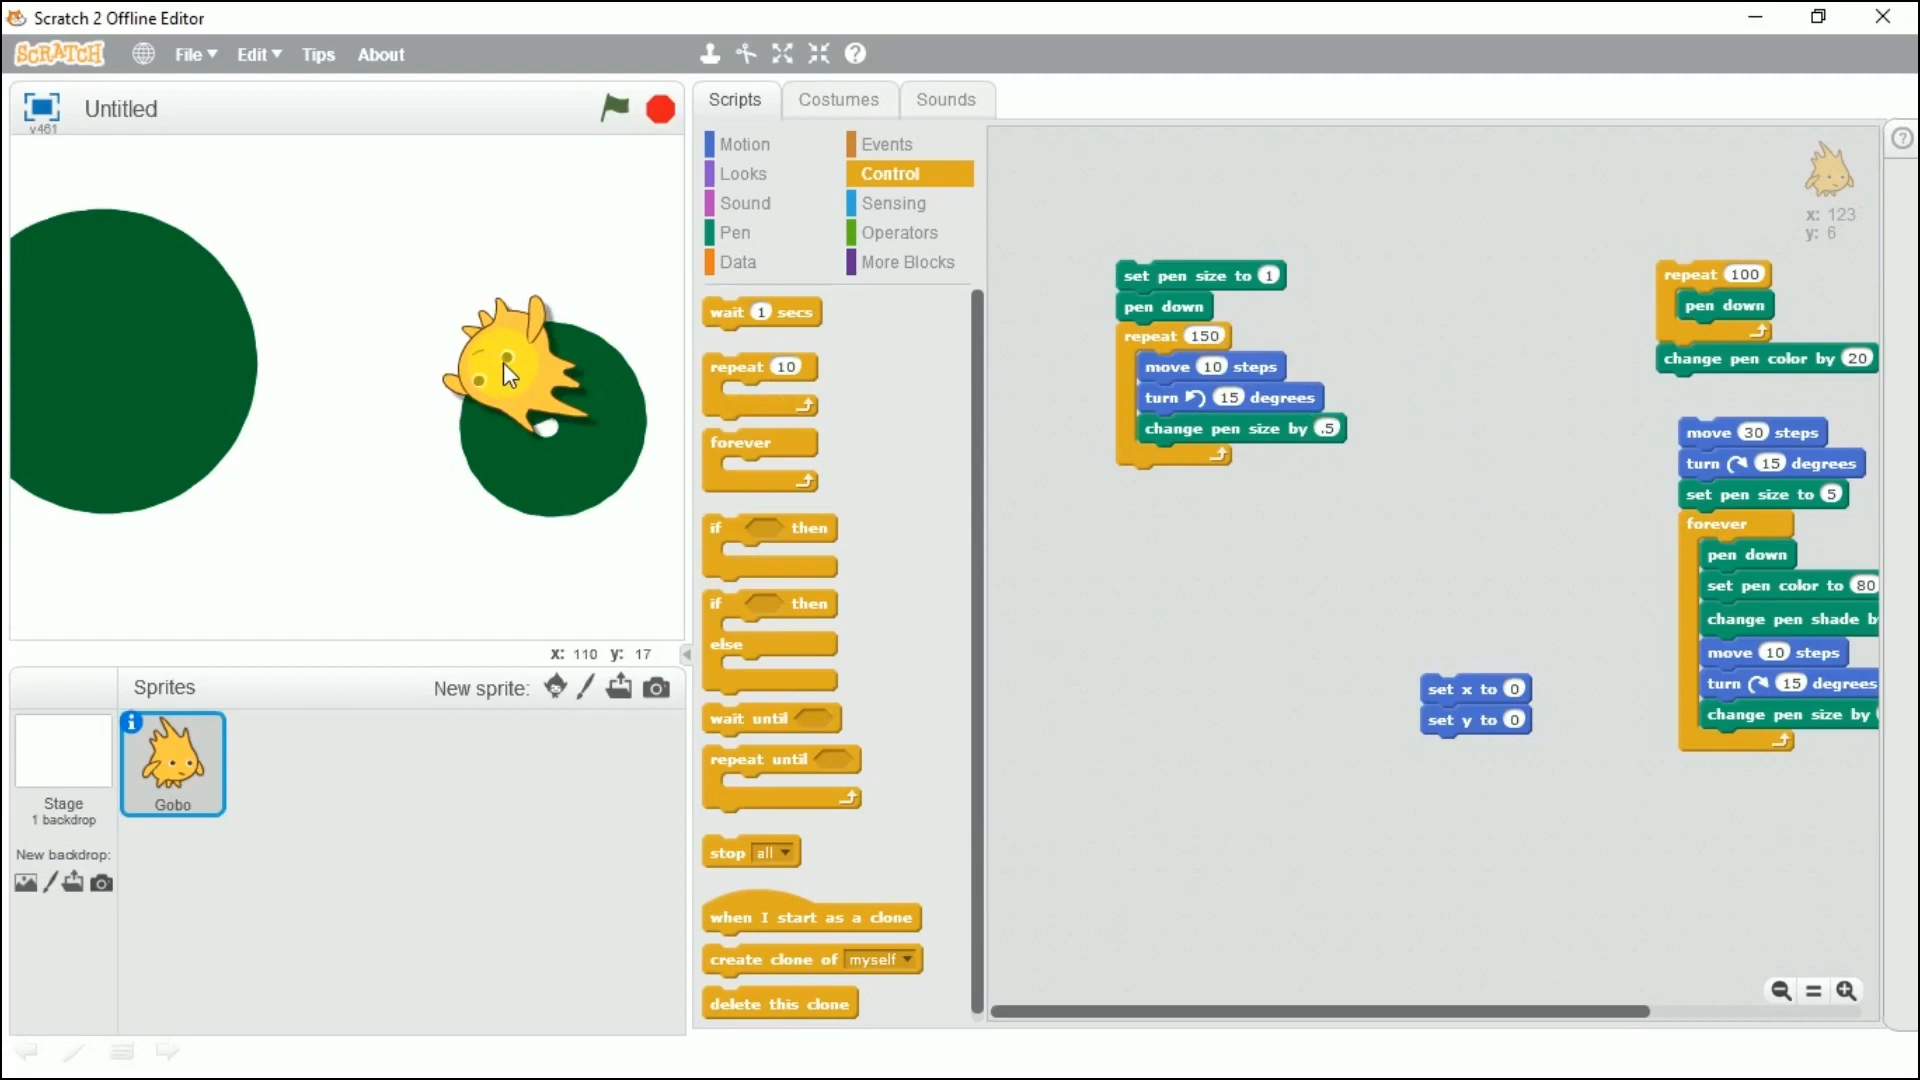 Scratch 2 Offline Editor
SCRATCH File Edit Tips About
v461 Untitled
Scripts Costumes Sounds
Motion Events
Looks Control
Sound Sensing
Pen Operators
Data More Blocks
wait 1 secs
repeat 10
forever
if then
if then
else
wait until
repeat until
stop all
when I start as a clone
create clone of myself
delete this clone
set pen size to 1
pen down
repeat 150
move 10 steps
turn 15 degrees
change pen size by .5
set x to 0
set y to 0
x: 123
y: 6
repeat 100
pen down
change pen color by 20
move 30 steps
turn 15 degrees
set pen size to 5
forever
pen down
set pen color to 80
change pen shade b
move 10 steps
turn 15 degrees
change pen size by
x: 110 y: 17
Sprites New sprite:
Stage
1 backdrop
New backdrop:
Gobo